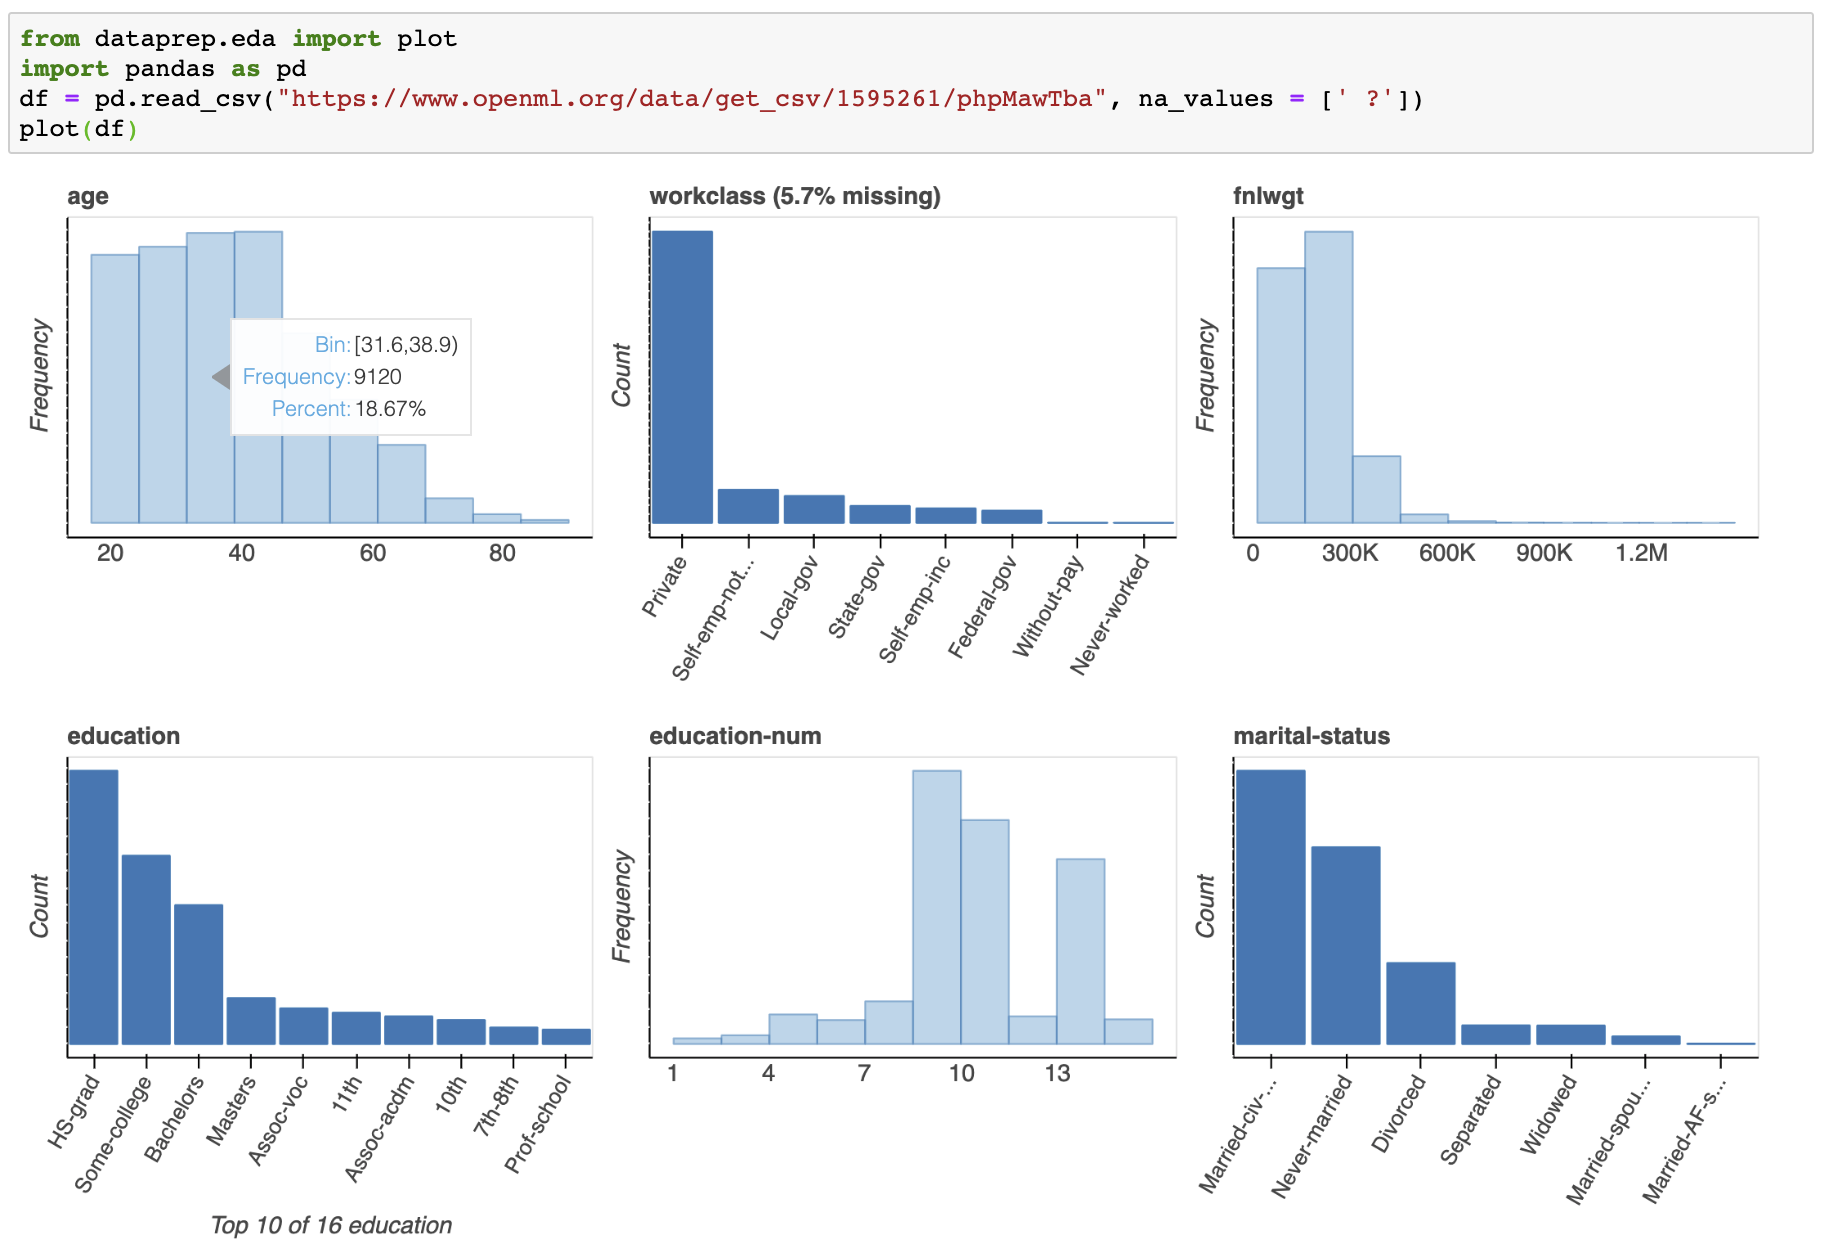 from dataprep.eda import plot
import pandas as pd
df = pd.read_csv("https://www.openml.org/data/get_csv/1595261/phpMawTba", na_values = [' ?'])
plot(df)
age
Frequency
Bin: [31.6,38.9)
Frequency: 9120
Percent: 18.67%
20 40 60 80
workclass (5.7% missing)
Count
Private
Self-emp-not...
Local-gov
State-gov
Self-emp-inc
Federal-gov
Without-pay
Never-worked
fnlwgt
Frequency
0 300K 600K 900K 1.2M
education
Count
HS-grad
Some-college
Bachelors
Masters
Assoc-voc
11th
Assoc-acdm
10th
7th-8th
Prof-school
Top 10 of 16 education
education-num
Frequency
1 4 7 10 13
marital-status
Count
Married-civ-...
Never-married
Divorced
Separated
Widowed
Married-spou...
Married-AF-s...